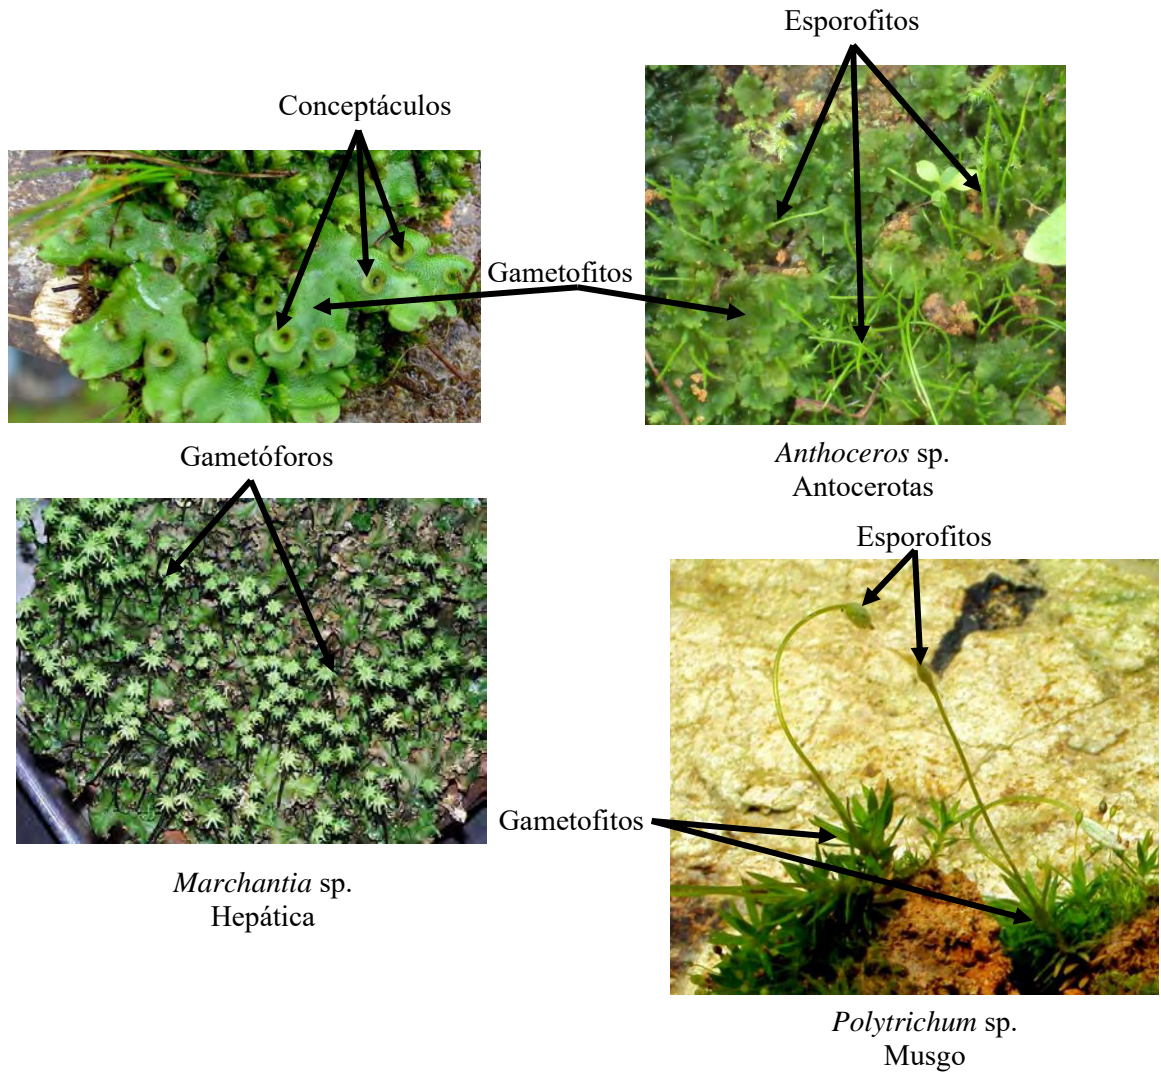 Esporofitos
Conceptáculos
Gametofitos
Anthoceros sp.
Antocerotas
Gametóforos
Esporofitos
Gametofitos
Marchantia sp.
Hepática
Polytrichum sp.
Musgo